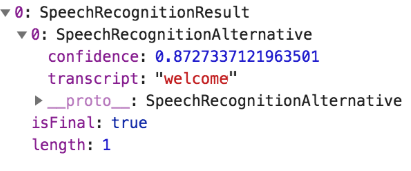 ▼0: SpeechRecognitionResult
▼0: SpeechRecognitionAlternative
confidence: 0.8727337121963501
transcript: "welcome"
▶__proto__: SpeechRecognitionAlternative
isFinal: true
length: 1